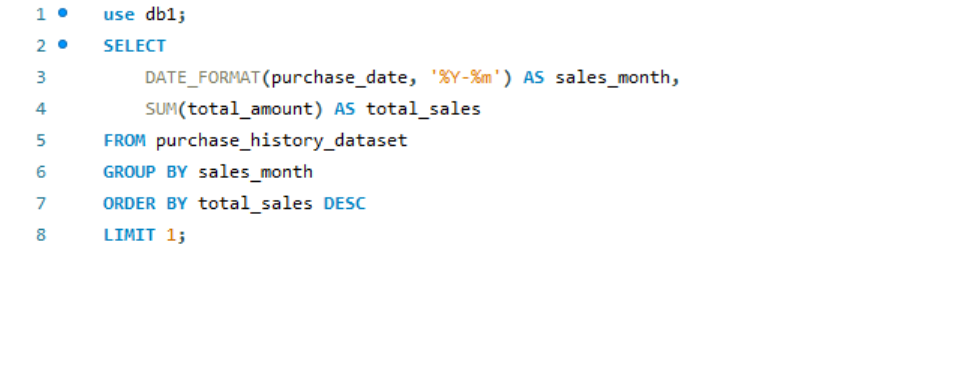 1 use db1;
2 SELECT
3 DATE_FORMAT(purchase_date, '%Y-%m') AS sales_month,
4 SUM(total_amount) AS total_sales
5 FROM purchase_history_dataset
6 GROUP BY sales_month
7 ORDER BY total_sales DESC
8 LIMIT 1;